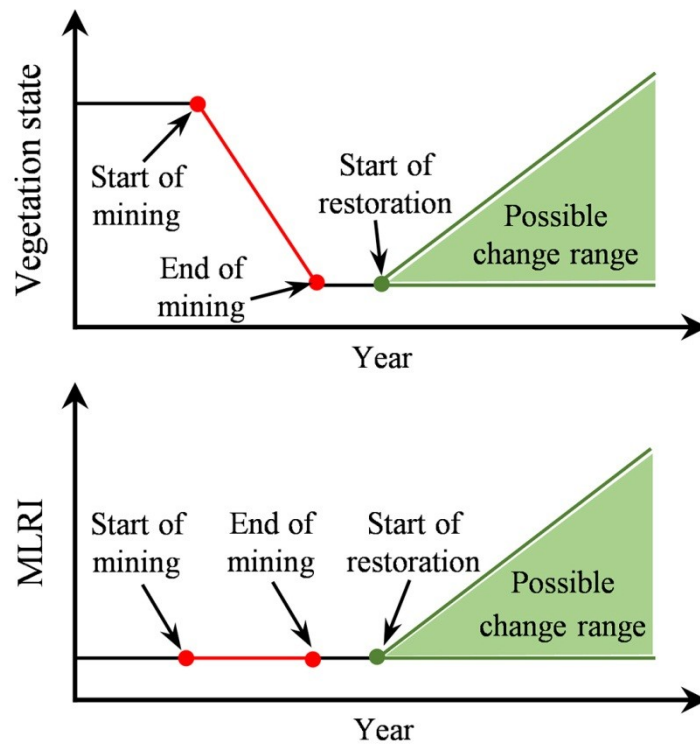 Vegetation state
Start of
mining
End of
mining
Start of
restoration
Possible
change range
Year
MLRI
Start of
mining
End of
mining
Start of
restoration
Possible
change range
Year